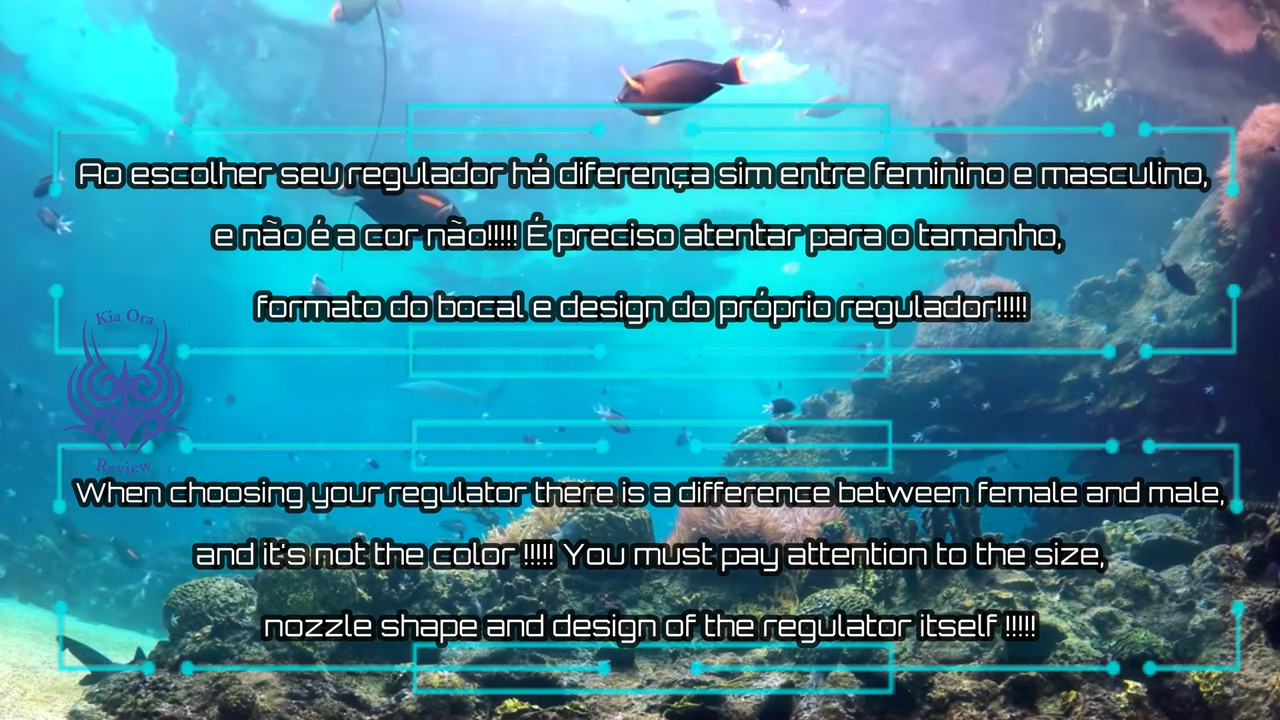 Ao escolher seu regulador há diferença sim entre feminino e masculino,
e não é a cor não!!!!! É preciso atentar para o tamanho,
formato do bocal e design do próprio regulador!!!!!
Kia Ora
Review
When choosing your regulator there is a difference between female and male,
and it's not the color !!!!! You must pay attention to the size,
nozzle shape and design of the regulator itself !!!!!